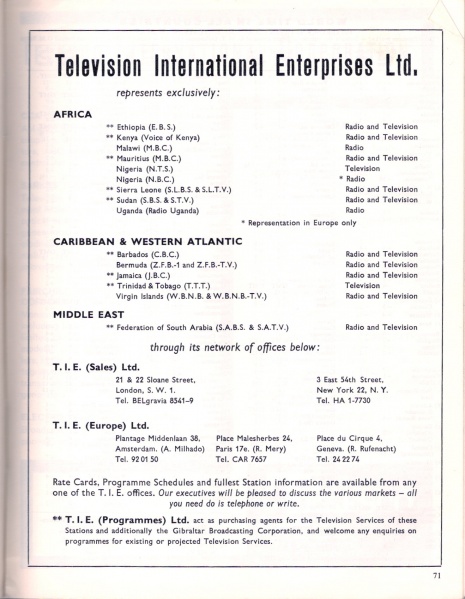 Television International Enterprises Ltd.
represents exclusively:
AFRICA
** Ethiopia (E.B.S.) Radio and Television
** Kenya (Voice of Kenya) Radio and Television
Malawi (M.B.C.) Radio
** Mauritius (M.B.C.) Radio and Television
Nigeria (N.T.S.) Television
Nigeria (N.B.C.) * Radio
** Sierra Leone (S.L.B.S. & S.L.T.V.) Radio and Television
** Sudan (S.B.S. & S.T.V.) Radio and Television
Uganda (Radio Uganda) Radio
* Representation in Europe only
CARIBBEAN & WESTERN ATLANTIC
** Barbados (C.B.C.) Radio and Television
Bermuda (Z.F.B.-1 and Z.F.B.-T.V.) Radio and Television
** Jamaica (J.B.C.) Radio and Television
** Trinidad & Tobago (T.T.T.) Television
Virgin Islands (W.B.N.B. & W.B.N.B.-T.V.) Radio and Television
MIDDLE EAST
** Federation of South Arabia (S.A.B.S. & S.A.T.V.) Radio and Television
through its network of offices below:
T. I. E. (Sales) Ltd.
21 & 22 Sloane Street, 3 East 54th Street,
London, S. W. 1. New York 22, N. Y.
Tel. BELgravia 8541-9 Tel. HA 1-7730
T. I. E. (Europe) Ltd.
Plantage Middenlaan 38, Place Malesherbes 24, Place du Cirque 4,
Amsterdam. (A. Milhado) Paris 17e. (R. Mery) Geneva. (R. Rufenacht)
Tel. 92 01 50 Tel. CAR 7657 Tel. 24 22 74
Rate Cards, Programme Schedules and fullest Station information are available from any
one of the T. I. E. offices. Our executives will be pleased to discuss the various markets – all
you need do is telephone or write.
** T. I. E. (Programmes) Ltd. act as purchasing agents for the Television Services of these
Stations and additionally the Gibraltar Broadcasting Corporation, and welcome any enquiries on
programmes for existing or projected Television Services.
71